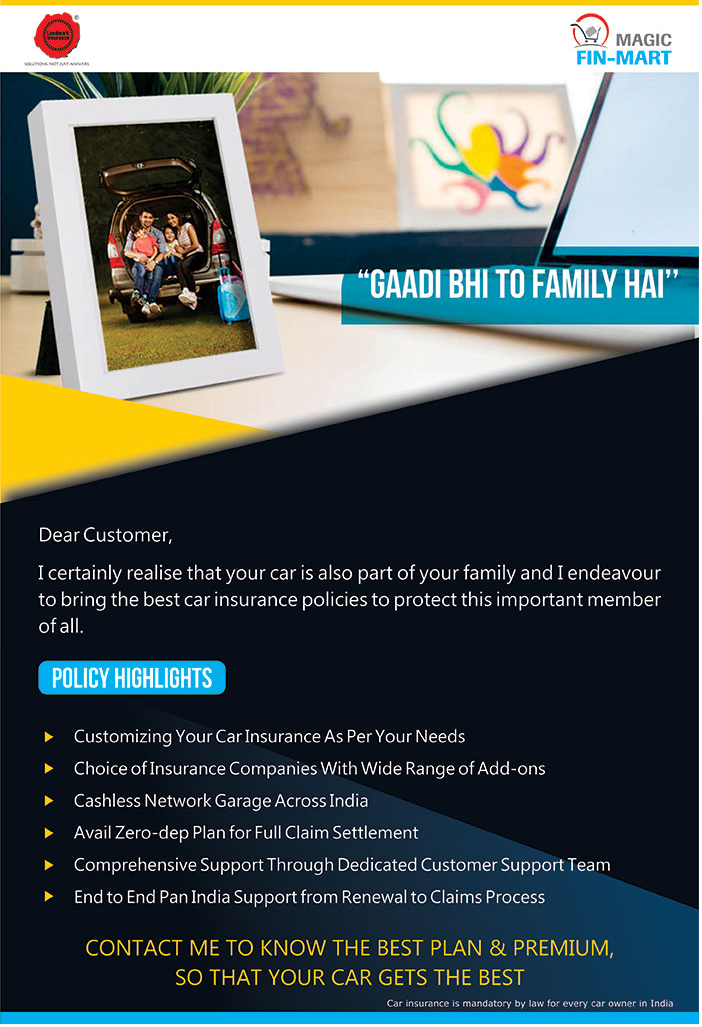 Landmark
Insurance
®
SOLUTIONS, NOT JUST ANSWERS
MAGIC
FIN-MART
“GAADI BHI TO FAMILY HAI”
Dear Customer,
I certainly realise that your car is also part of your family and I endeavour
to bring the best car insurance policies to protect this important member
of all.
POLICY HIGHLIGHTS
Customizing Your Car Insurance As Per Your Needs
Choice of Insurance Companies With Wide Range of Add-ons
Cashless Network Garage Across India
Avail Zero-dep Plan for Full Claim Settlement
Comprehensive Support Through Dedicated Customer Support Team
End to End Pan India Support from Renewal to Claims Process
CONTACT ME TO KNOW THE BEST PLAN & PREMIUM,
SO THAT YOUR CAR GETS THE BEST
Car insurance is mandatory by law for every car owner in India